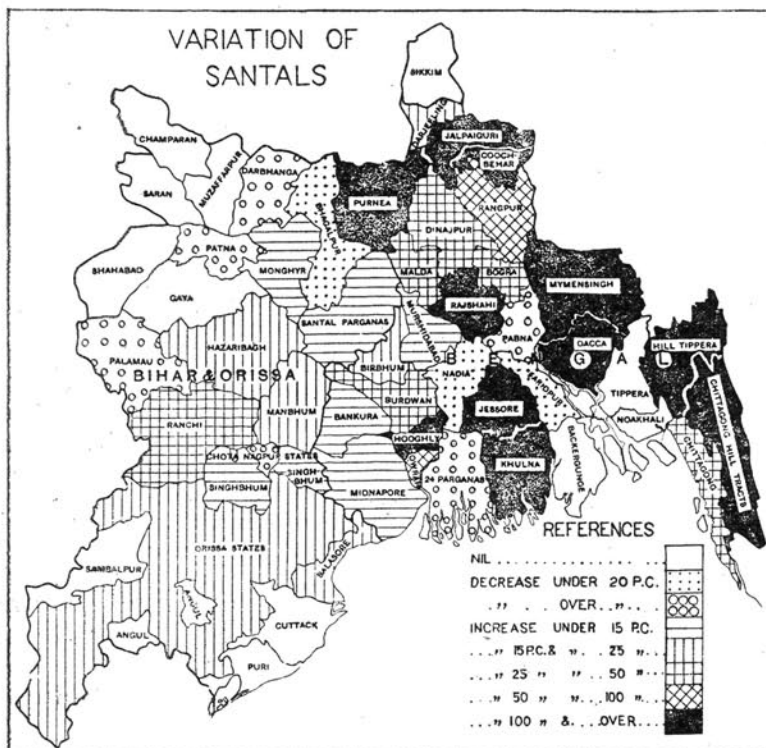 VARIATION OF
SANTALS
SIKKIM
DARJEELING
JALPAIGURI
COOCH-
BEHAR
CHAMPARAN
SARAN
MUZAFFARPUR
DARBHANGA
BHAGALPUR
PURNEA
RANGPUR
DINAJPUR
SHAHABAD
PATNA
GAYA
MONGHYR
MALDA
BOGRA
RAJSHAHI
MYMENSINGH
SANTAL PARGANAS
MURSHIDABAD
PABNA
DACCA
HILL TIPPERA
PALAMAU
HAZARIBAGH
BIHAR & ORISSA
BIRBHUM
BENGAL
NADIA
FARIDPUR
TIPPERA
NOAKHALI
CHITTAGONG HILL TRACTS
CHITTAGONG
RANCHI
MANBHUM
BURDWAN
BANKURA
JESSORE
HOOGHLY
KHULNA
BACKERGUNGE
CHOTA NAGPUR STATES
SINGH
BHUM
SINGHBHUM
MIDNAPORE
24 PARGANAS
ORISSA STATES
BALASORE
SAMBALPUR
ANGUL
ANGUL
CUTTACK
PURI
REFERENCES
NIL
DECREASE UNDER 20 P.C.
„ . . OVER . . „ .
INCREASE UNDER 15 P.C.
. . . „ 15 P.C. & „ . . 25 „
. . . „ 25 „ „ . . 50 „
. . . „ 50 „ „ . . 100 „
. . . „ 100 „ & . . OVER . .